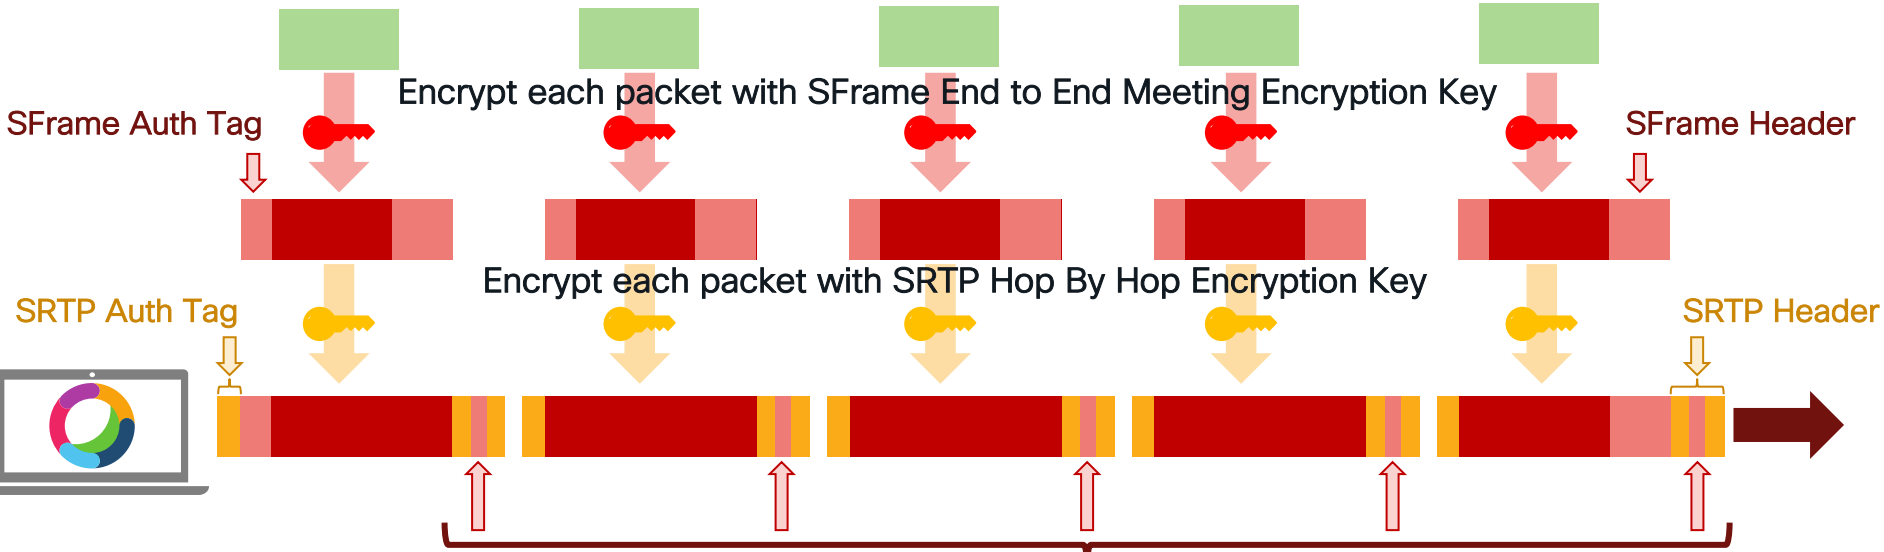 Encrypt each packet with SFrame End to End Meeting Encryption Key
SFrame Auth Tag
SFrame Header
Encrypt each packet with SRTP Hop By Hop Encryption Key
SRTP Auth Tag
SRTP Header